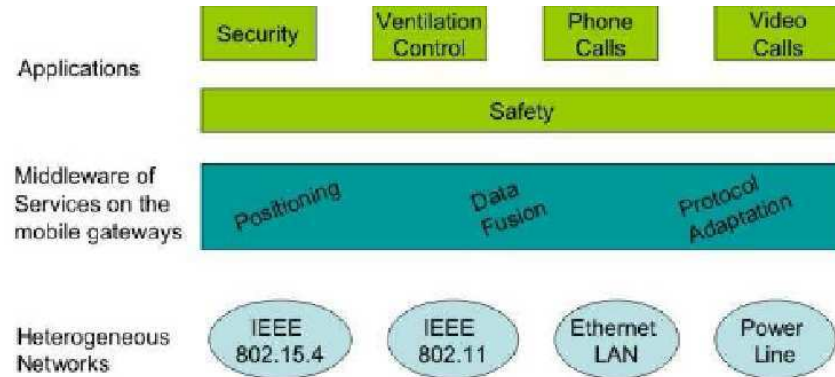 Applications
Security
Ventilation
Control
Phone
Calls
Video
Calls
Safety
Middleware of
Services on the
mobile gateways
Positioning
Data
Fusion
Protocol
Adaptation
Heterogeneous
Networks
IEEE
802.15.4
IEEE
802.11
Ethernet
LAN
Power
Line